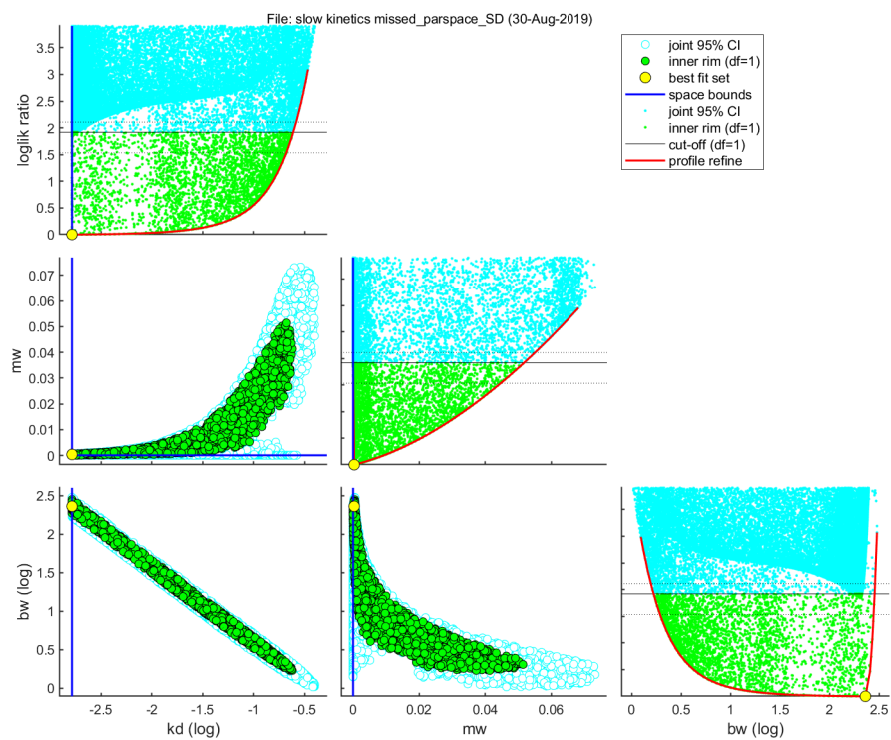 File: slow kinetics missed_parspace_SD (30-Aug-2019)
3.5
3
2.5
2
1.5
1
0.5
0
loglik ratio
joint 95% CI
inner rim (df=1)
best fit set
space bounds
joint 95% CI
inner rim (df=1)
cut-off (df=1)
profile refine
0.07
0.06
0.05
0.04
0.03
0.02
0.01
0
mw
2.5
2
1.5
1
0.5
0
bw (log)
-2.5 -2 -1.5 -1 -0.5
kd (log)
0 0.02 0.04 0.06
mw
0 0.5 1.0 1.5 2.0 2.5
bw (log)